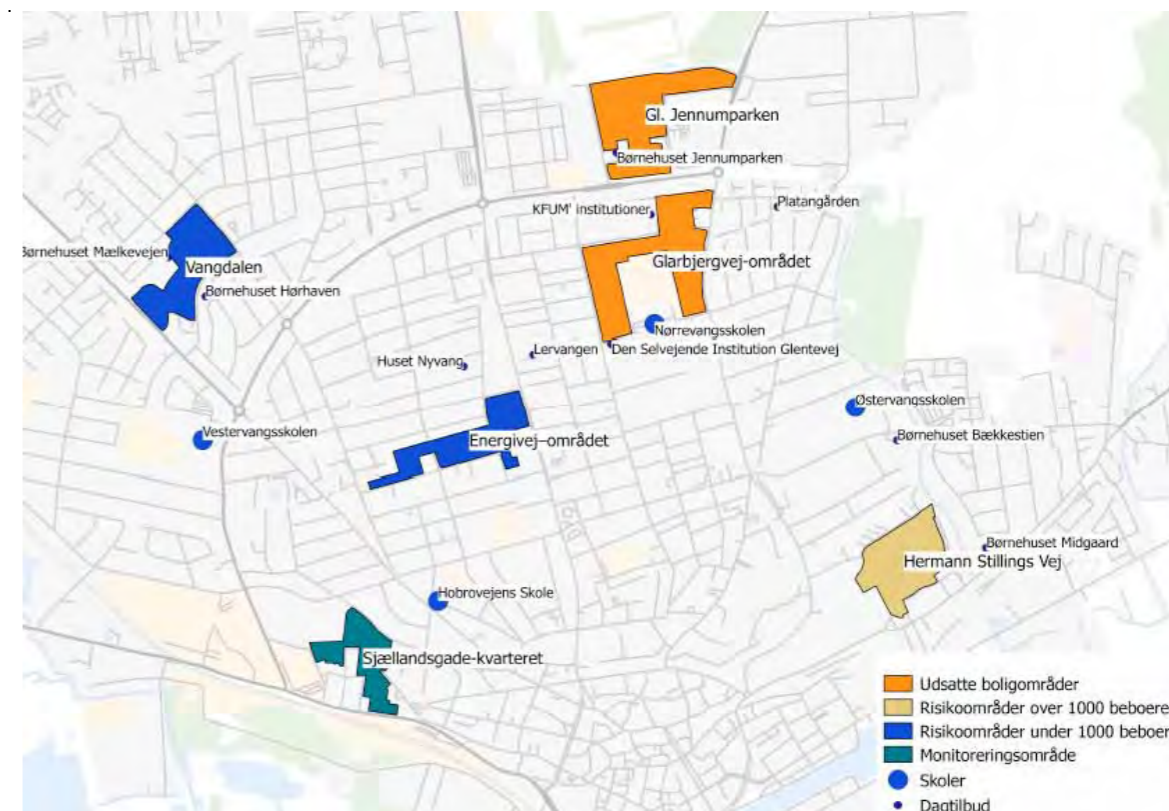 Gl. Jennumparken
Børnehuset Jennumparken
KFUM' institutioner
Platangården
Børnehuset Mælkevejen
Vangdalen
Glarbjergvej-området
Børnehuset Hørhaven
Nørrevangsskolen
Lervangen
Den Selvejende Institution Glentevej
Huset Nyvang
Østervangsskolen
Vestervangsskolen
Energivej-området
Børnehuset Bækkestien
Børnehuset Midgaard
Hermann Stillings Vej
Hobrovejens Skole
Sjællandsgade-kvarteret
Udsatte boligområder
Risikoområder over 1000 beboere
Risikoområder under 1000 beboer
Monitoreringsområde
Skoler
Dagtilbud